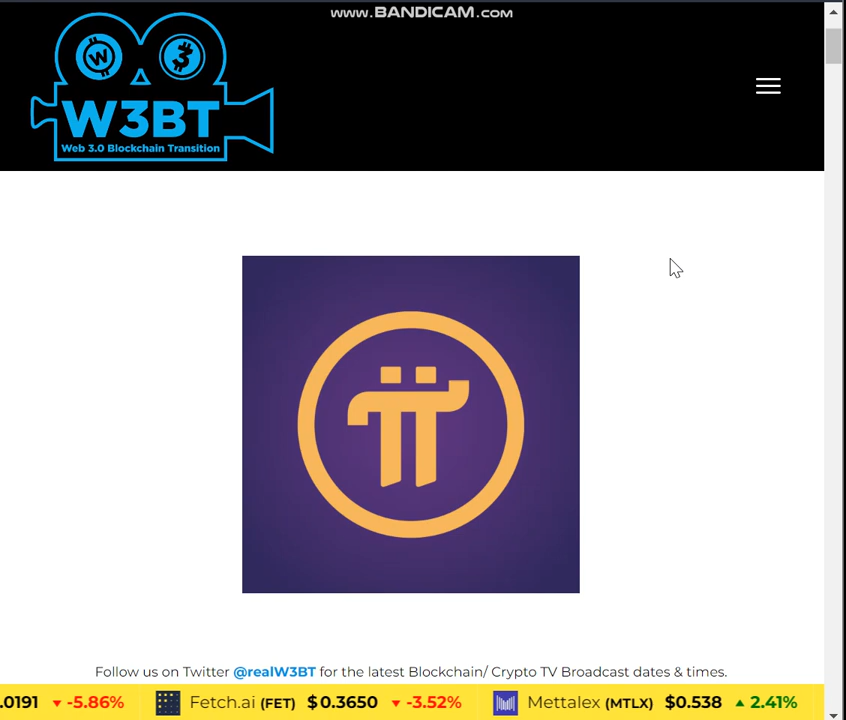 www.BANDICAM.com
W3BT
Web 3.0 Blockchain Transition
Follow us on Twitter @realW3BT for the latest Blockchain/ Crypto TV Broadcast dates & times.
.0191 ▼ -5.86% Fetch.ai (FET) $0.3650 ▼ -3.52% Mettalex (MTLX) $0.538 ▲ 2.41%